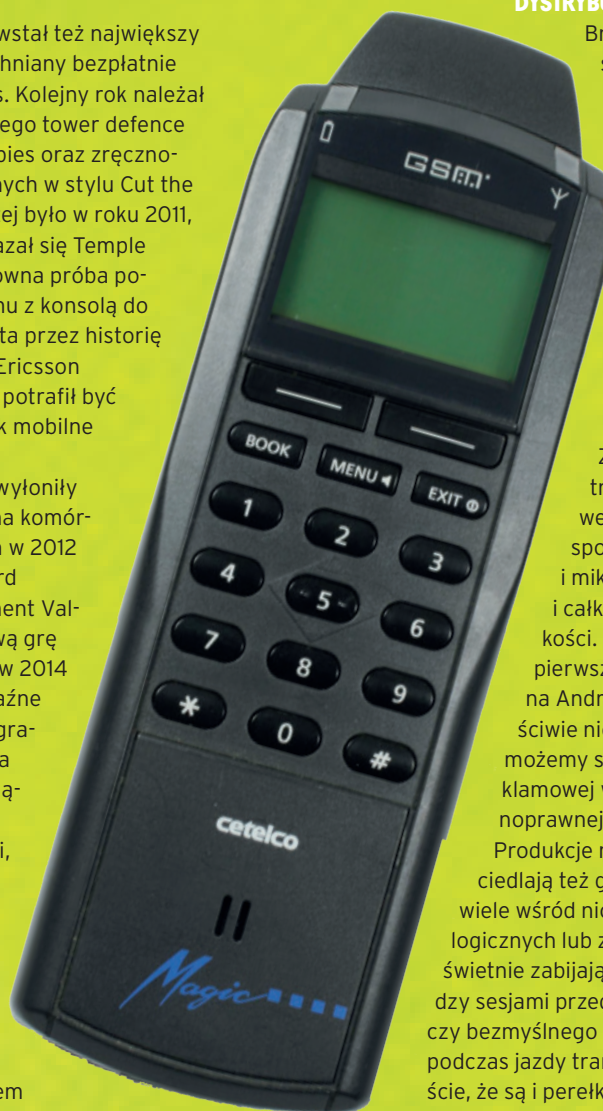 wstał też największy
hniany bezpłatnie
s. Kolejny rok należał
ego tower defence
bies oraz zręczno-
nych w stylu Cut the
ej było w roku 2011,
azał się Temple
owna próba po-
nu z konsolą do
ta przez historię
Ericsson
potrafił być
k mobilne
wyłoniły
na komór-
w 2012
rd
nent Val-
wą grę
w 2014
aźne
gra-
a
ą-
i,
em
GSM
BOOK
MENU
EXIT
1
2
3
4
5
6
7
8
9
*
0
#
cetelco
Magic
DYSTRYBU
Br
s
Z
tr
we
spo
i mik
i całk
kości.
pierwsz
na Andr
ściwie nie
możemy s
klamowej w
noprawnej
Produkcje m
ciedlają też g
wiele wśród nic
logicznych lub z
świetnie zabijają
dzy sesjami przed
czy bezmyślnego
podczas jazdy tran
ście, że są i perełk